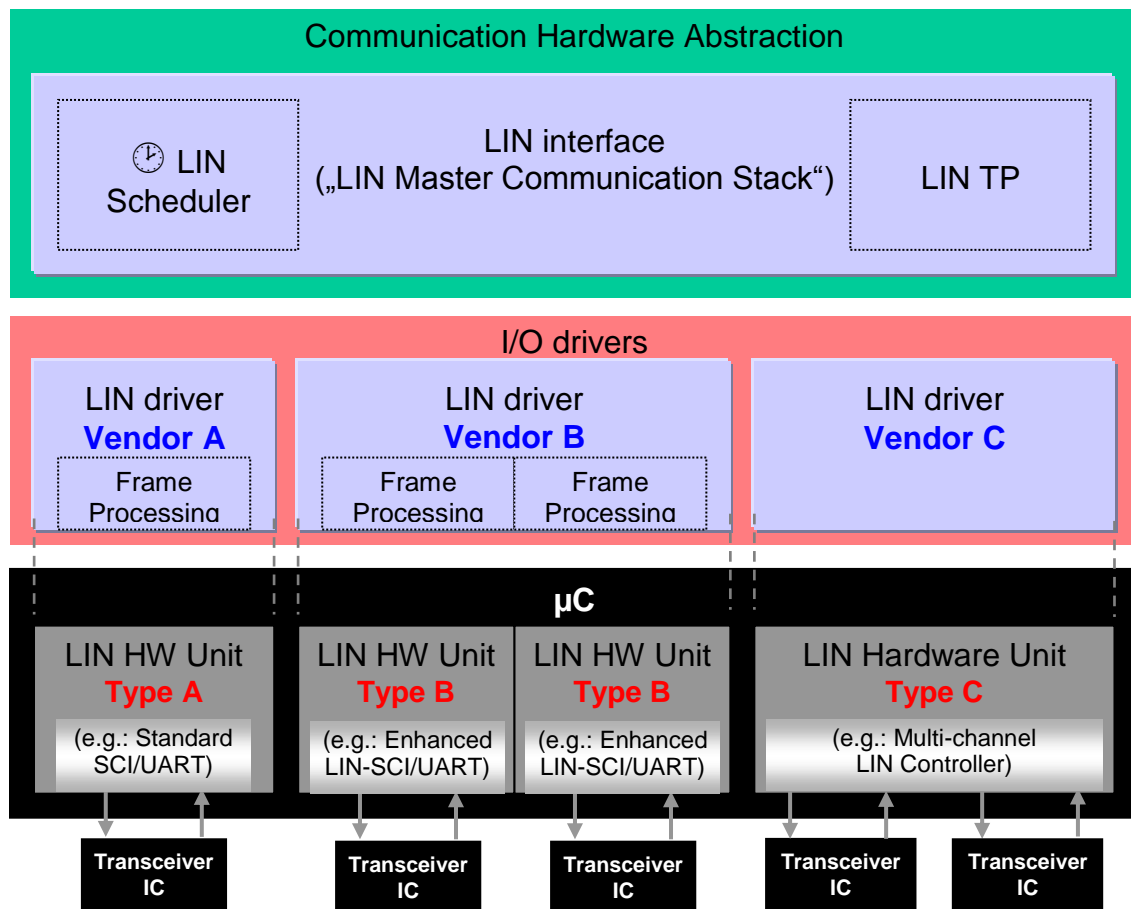 Communication Hardware Abstraction
🕑 LIN
Scheduler
LIN interface
(„LIN Master Communication Stack“)
LIN TP
I/O drivers
LIN driver
Vendor A
Frame
Processing
LIN driver
Vendor B
Frame
Processing
Frame
Processing
LIN driver
Vendor C
µC
LIN HW Unit
Type A
(e.g.: Standard
SCI/UART)
LIN HW Unit
Type B
(e.g.: Enhanced
LIN-SCI/UART)
LIN HW Unit
Type B
(e.g.: Enhanced
LIN-SCI/UART)
LIN Hardware Unit
Type C
(e.g.: Multi-channel
LIN Controller)
Transceiver
IC
Transceiver
IC
Transceiver
IC
Transceiver
IC
Transceiver
IC